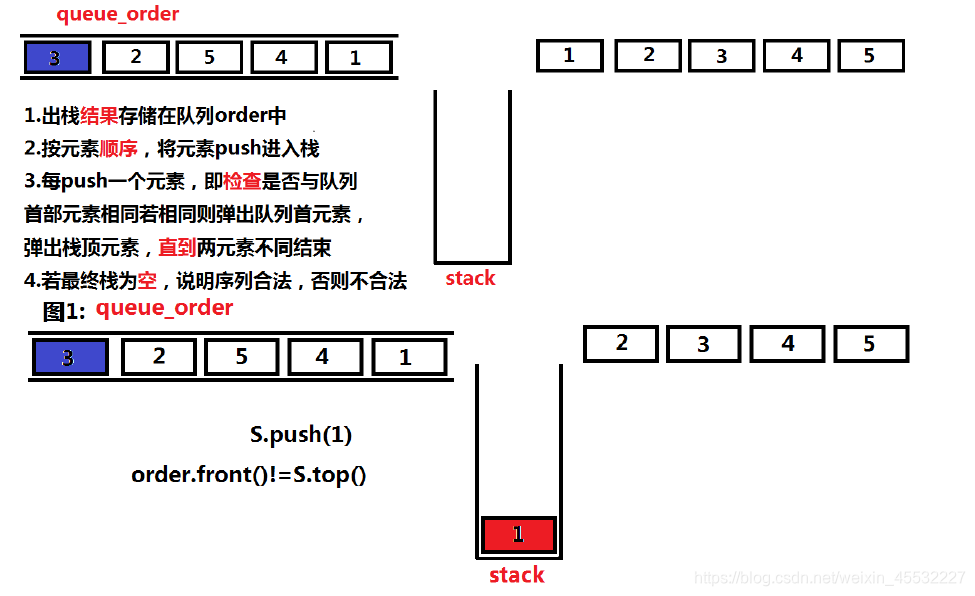 queue_order
3 2 5 4 1
1 2 3 4 5
1.出栈结果存储在队列order中
2.按元素顺序，将元素push进入栈
3.每push一个元素，即检查是否与队列
首部元素相同若相同则弹出队列首元素，
弹出栈顶元素，直到两元素不同结束
4.若最终栈为空，说明序列合法，否则不合法
stack
图1: queue_order
3 2 5 4 1
2 3 4 5
S.push(1)
order.front()!=S.top()
1
stack
https://blog.csdn.net/weixin_45532227